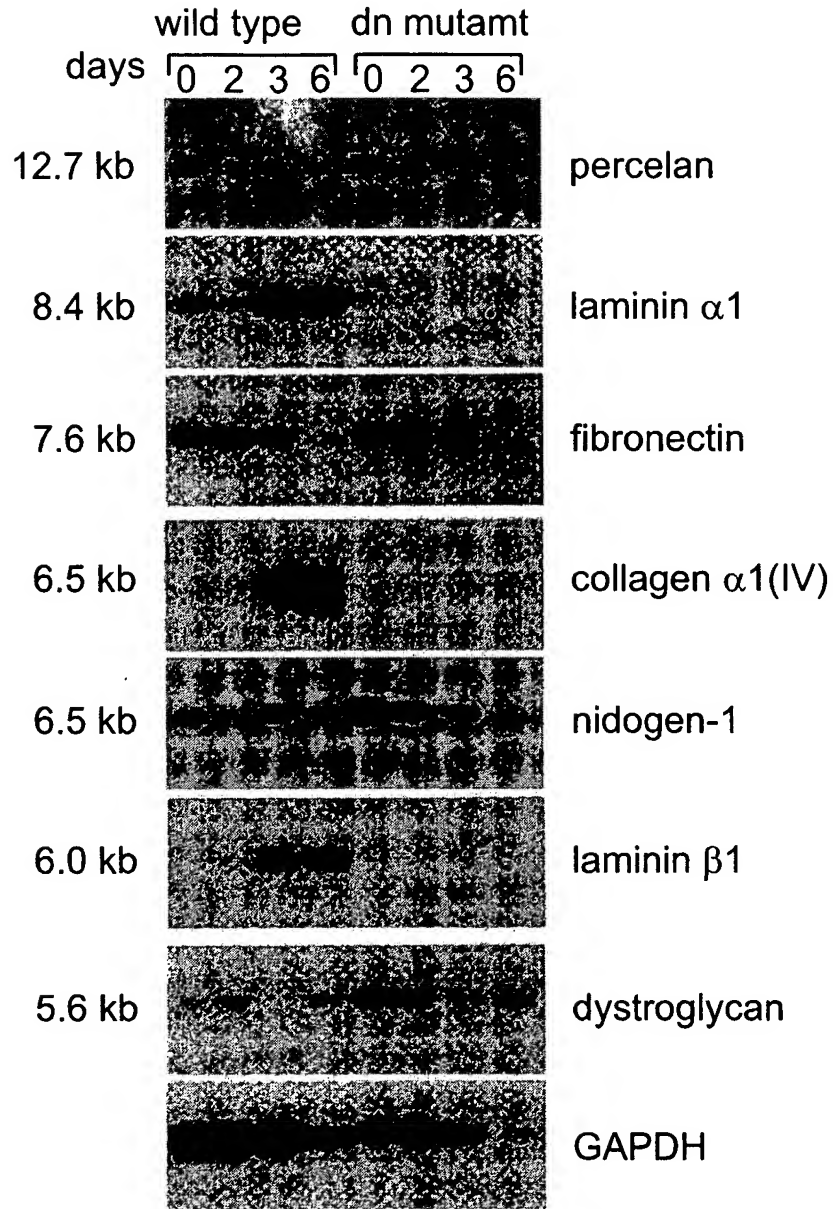 wild type dn mutamt
days 0 2 3 6 0 2 3 6
12.7 kb percelan
8.4 kb laminin α1
7.6 kb fibronectin
6.5 kb collagen α1(IV)
6.5 kb nidogen-1
6.0 kb laminin β1
5.6 kb dystroglycan
GAPDH